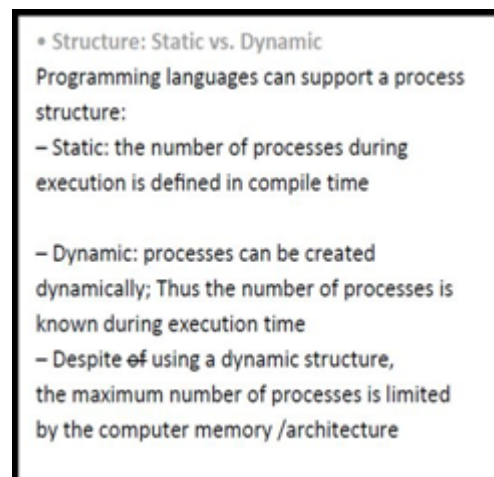 • Structure: Static vs. Dynamic
Programming languages can support a process
structure:
– Static: the number of processes during
execution is defined in compile time
– Dynamic: processes can be created
dynamically; Thus the number of processes is
known during execution time
– Despite of using a dynamic structure,
the maximum number of processes is limited
by the computer memory /architecture